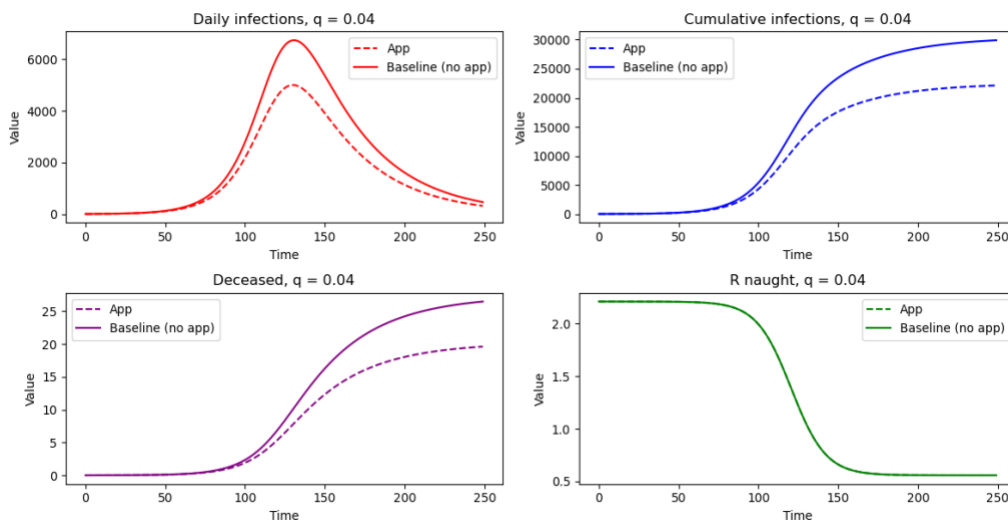 Daily infections, q = 0.04
Value
6000
4000
2000
0
App
Baseline (no app)
0
50
100
150
200
250
Time
Cumulative infections, q = 0.04
Value
30000
25000
20000
15000
10000
5000
0
App
Baseline (no app)
0
50
100
150
200
250
Time
Deceased, q = 0.04
Value
25
20
15
10
5
0
App
Baseline (no app)
0
50
100
150
200
250
Time
R naught, q = 0.04
Value
2.0
1.5
1.0
0.5
App
Baseline (no app)
0
50
100
150
200
250
Time